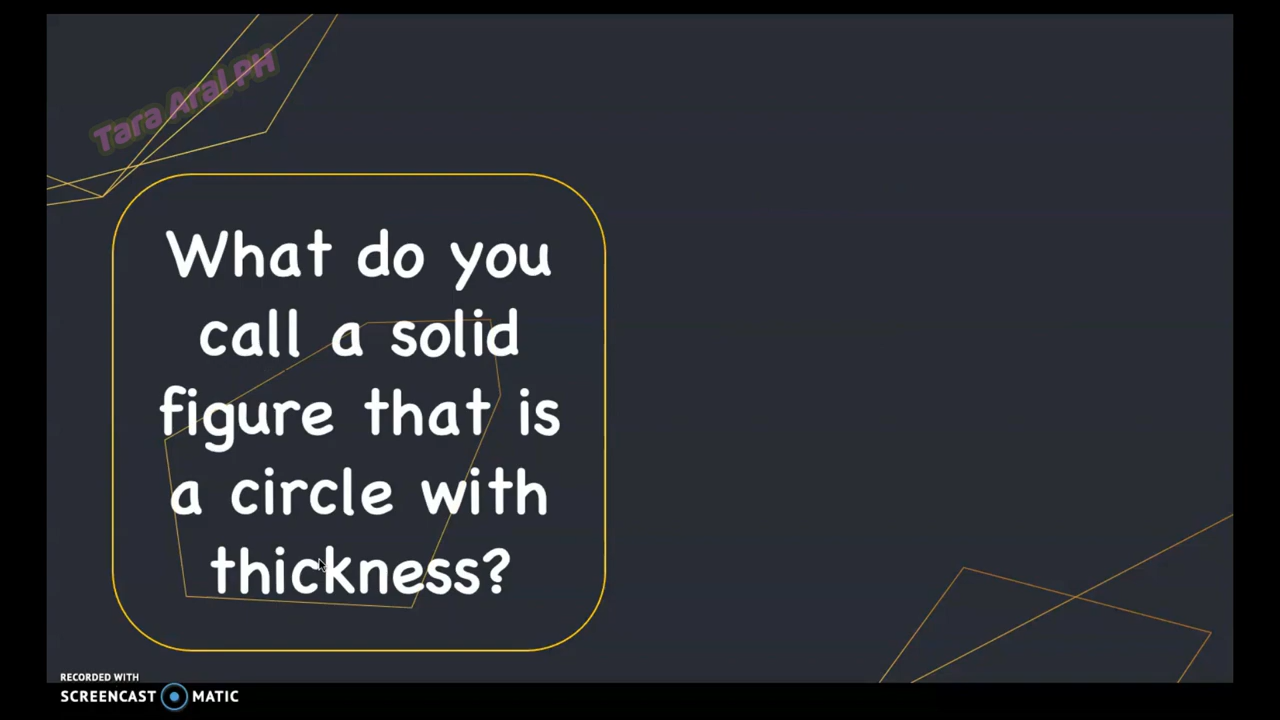 Tara Aral PH
What do you
call a solid
figure that is
a circle with
thickness?
RECORDED WITH
SCREENCAST MATIC